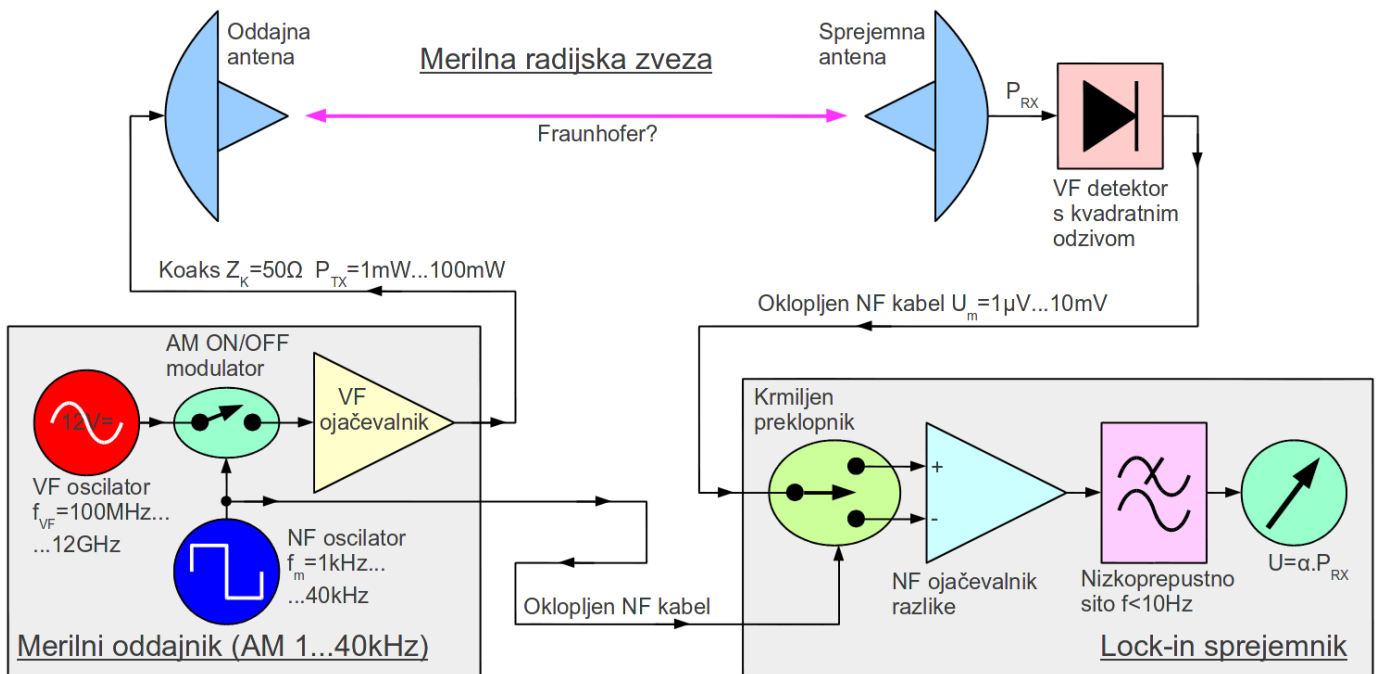 Oddajna
antena
Merilna radijska zveza
Sprejemna
antena
Fraunhofer?
P_RX
VF detektor
s kvadratnim
odzivom
Koaks Z_K=50Ω P_TX=1mW...100mW
Oklopljen NF kabel U_m=1µV...10mV
AM ON/OFF
modulator
VF
ojačevalnik
12V=
VF oscilator
f_VF=100MHz...
...12GHz
NF oscilator
f_m=1kHz...
...40kHz
Merilni oddajnik (AM 1...40kHz)
Oklopljen NF kabel
Krmiljen
preklopnik
+
-
NF ojačevalnik
razlike
Nizkoprepustno
sito f<10Hz
U=α.P_RX
Lock-in sprejemnik